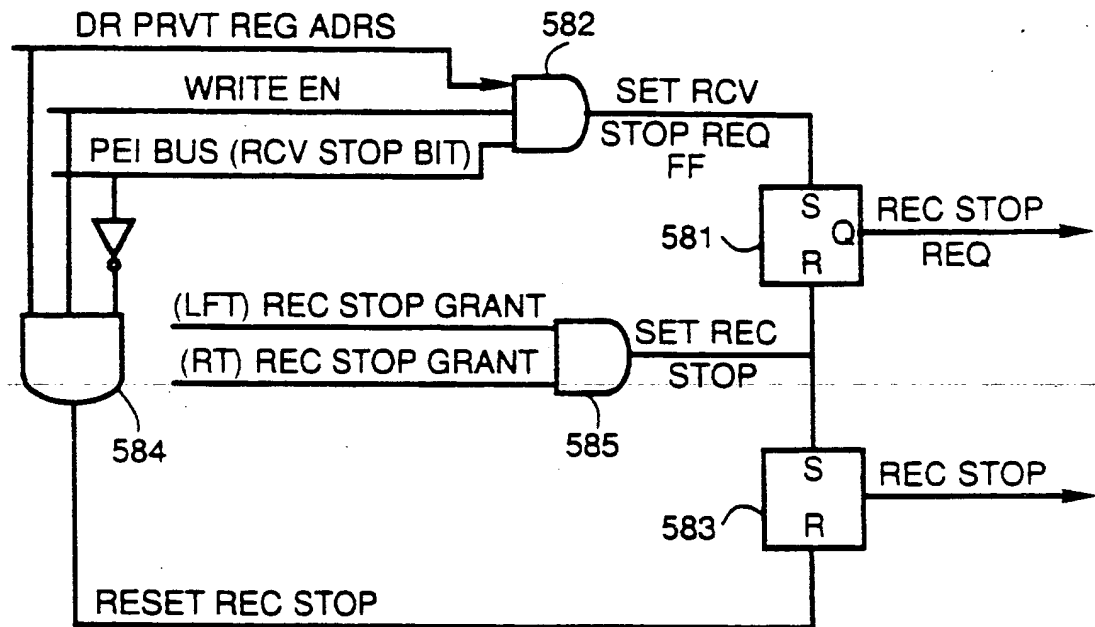 DR PRVT REG ADRS
582
WRITE EN
SET RCV
STOP REQ
FF
PEI BUS (RCV STOP BIT)
S
581
Q
REC STOP
REQ
R
(LFT) REC STOP GRANT
SET REC
STOP
(RT) REC STOP GRANT
584
585
S
REC STOP
583
R
RESET REC STOP